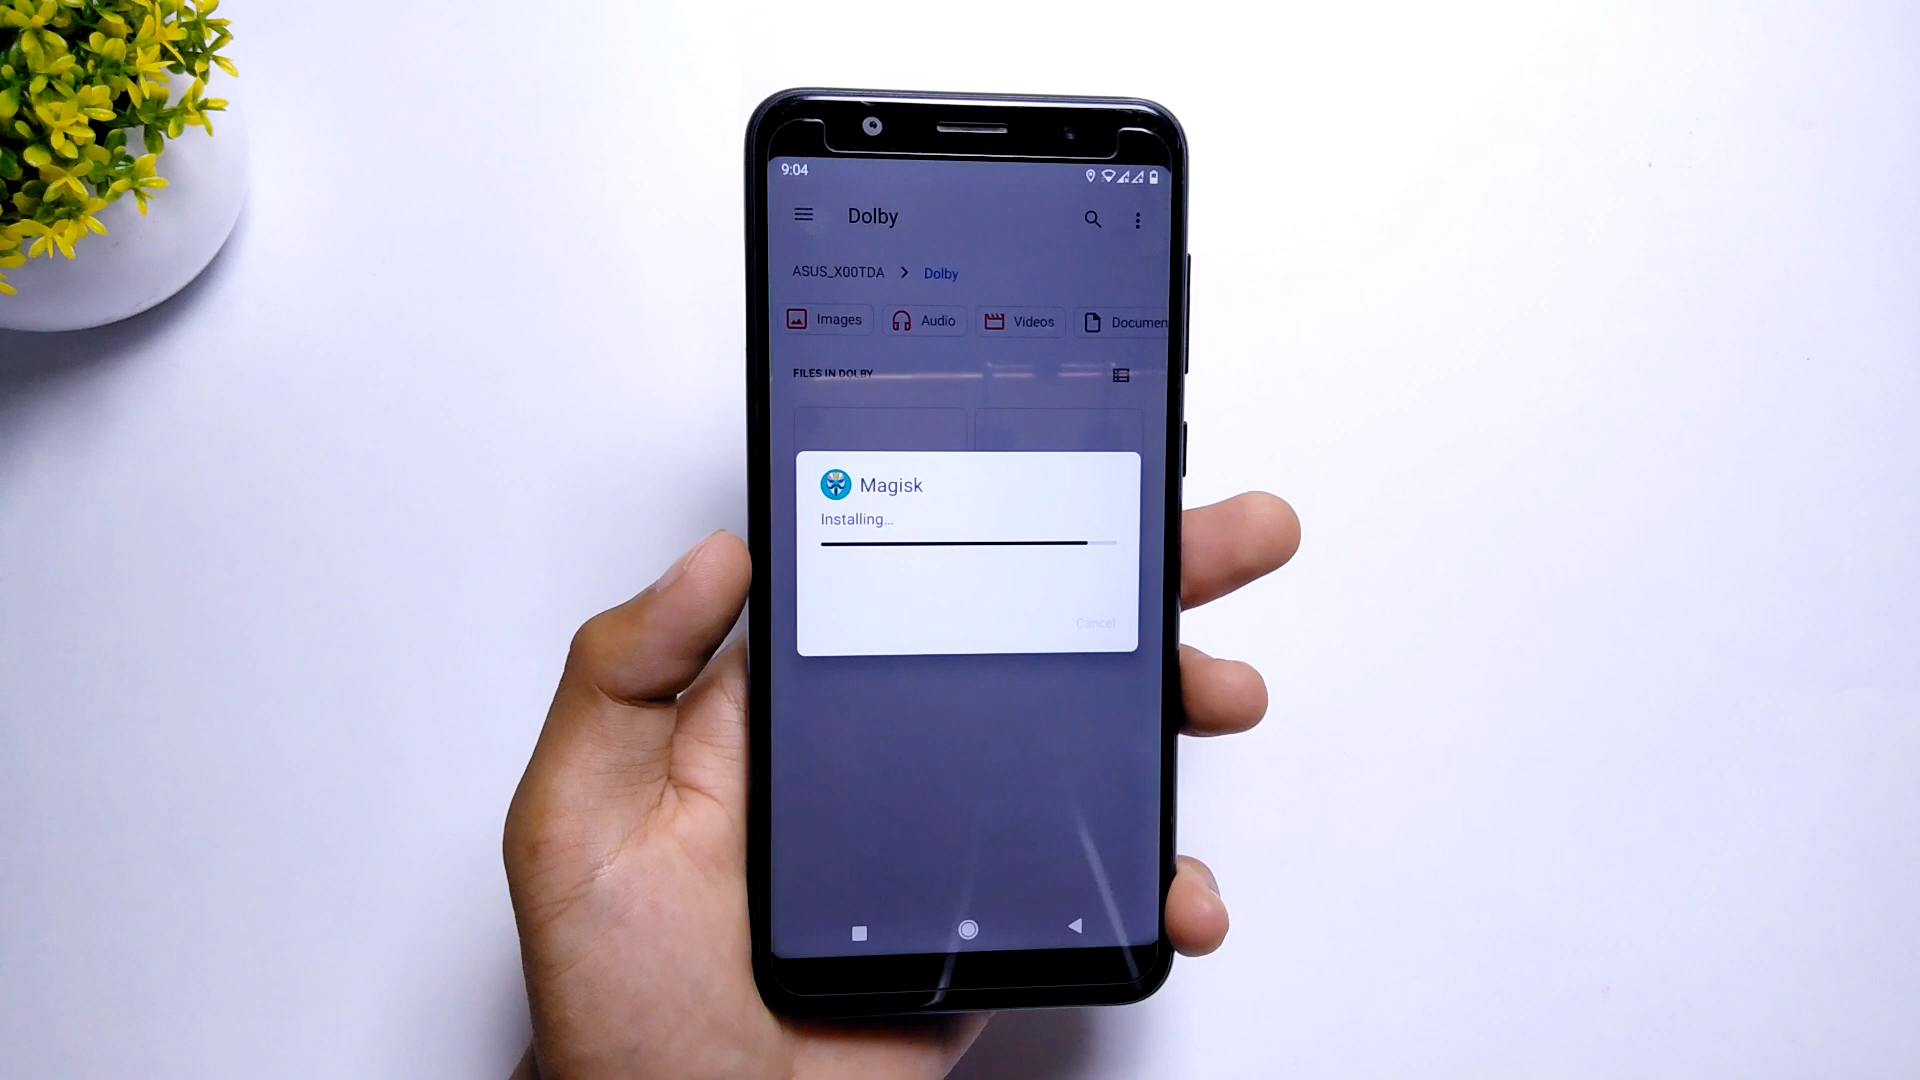 9:04
Dolby
ASUS_X00TDA > Dolby
Images Audio Videos Documen
FILES IN DOLBY
Magisk
Installing...
Cancel